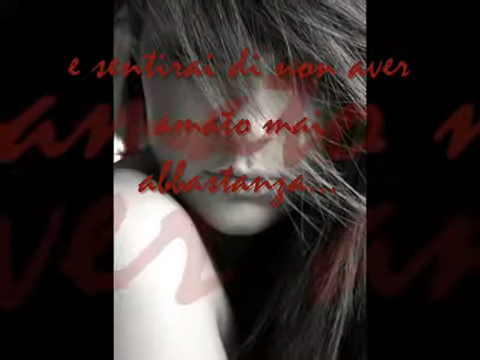 e sentirai di non aver
amato mai
abbastanza...